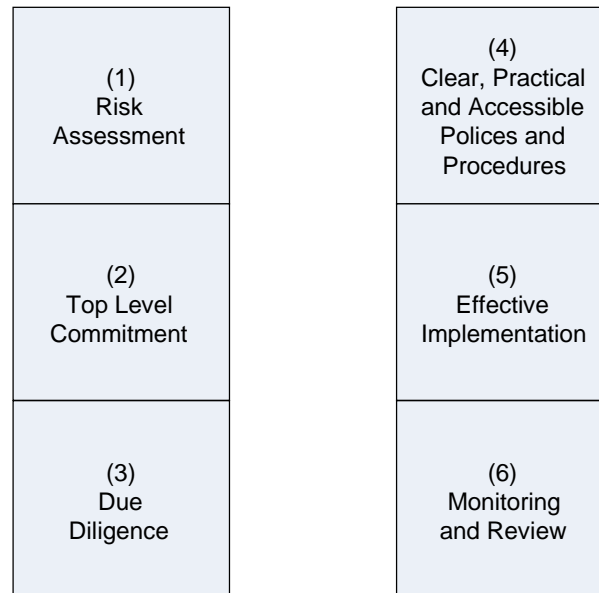 (1)
Risk
Assessment
(2)
Top Level
Commitment
(3)
Due
Diligence
(4)
Clear, Practical
and Accessible
Polices and
Procedures
(5)
Effective
Implementation
(6)
Monitoring
and Review